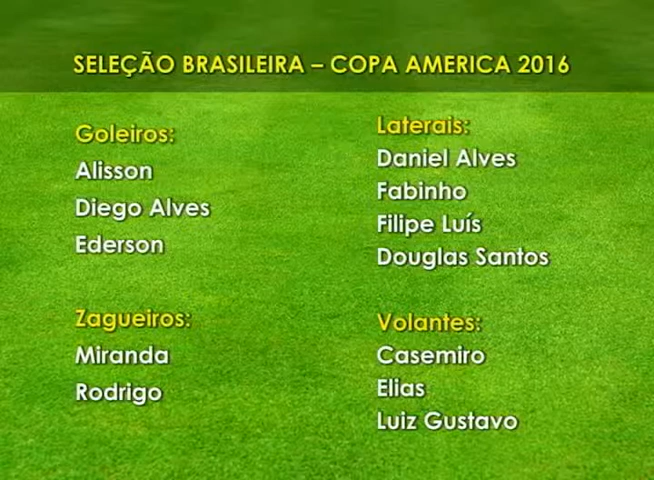 SELEÇÃO BRASILEIRA – COPA AMERICA 2016
Goleiros:
Alisson
Diego Alves
Ederson
Zagueiros:
Miranda
Rodrigo
Laterais:
Daniel Alves
Fabinho
Filipe Luís
Douglas Santos
Volantes:
Casemiro
Elias
Luiz Gustavo